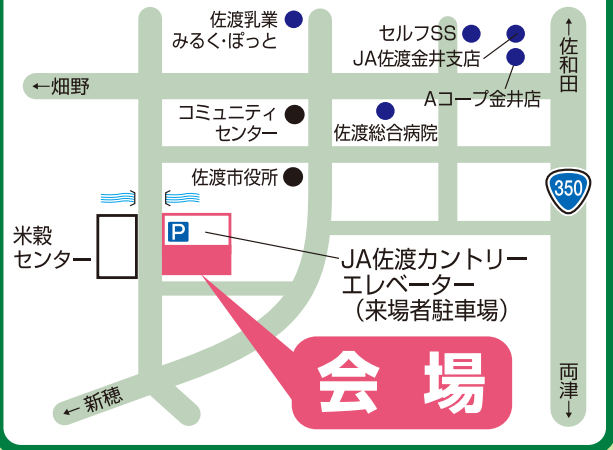 佐渡乳業
みるく・ぽっと
セルフSS
JA佐渡金井支店
Aコープ金井店
←佐和田
←畑野
コミュニティ
センター
佐渡総合病院
佐渡市役所
350
米穀
センター
P
JA佐渡カントリー
エレベーター
（来場者駐車場）
会場
両津→
←新穂